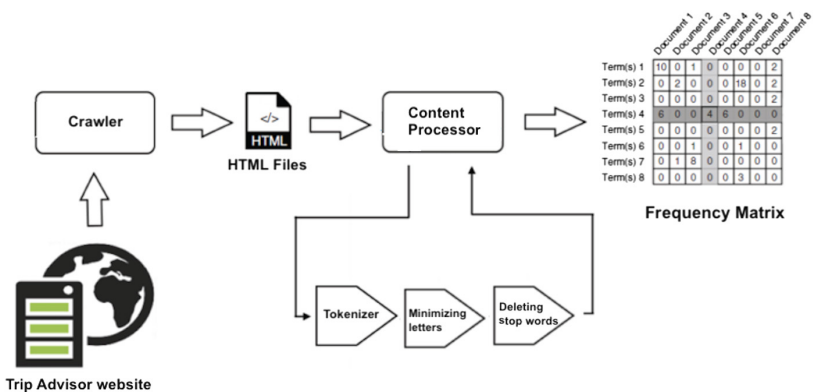 Document 1
Document 2
Document 3
Document 4
Document 5
Document 6
Document 7
Document 8
Term(s) 1 10 0 1 0 0 0 0 2
Term(s) 2 0 2 0 0 0 18 0 2
Term(s) 3 0 0 0 0 0 0 0 2
Term(s) 4 6 0 0 4 6 0 0 0
Term(s) 5 0 0 0 0 0 0 0 2
Term(s) 6 0 0 1 0 0 1 0 0
Term(s) 7 0 1 8 0 0 0 0 0
Term(s) 8 0 0 0 0 0 3 0 0
Frequency Matrix
Crawler
</>
HTML
HTML Files
Content
Processor
Tokenizer
Minimizing
letters
Deleting
stop words
Trip Advisor website